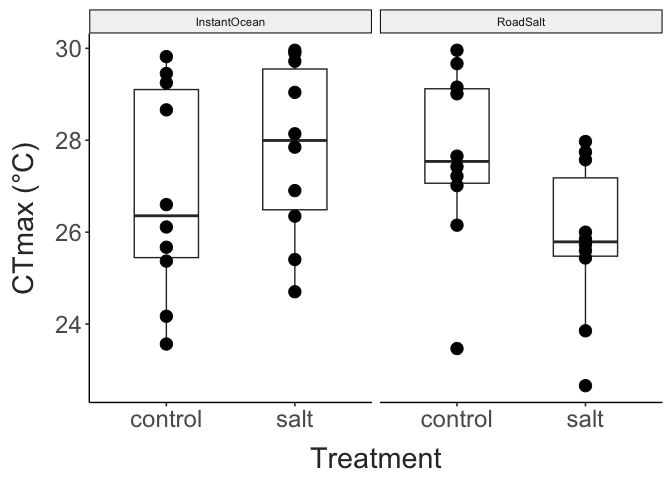 InstantOcean
RoadSalt
30
28
26
24
CTmax (°C)
control
salt
control
salt
Treatment